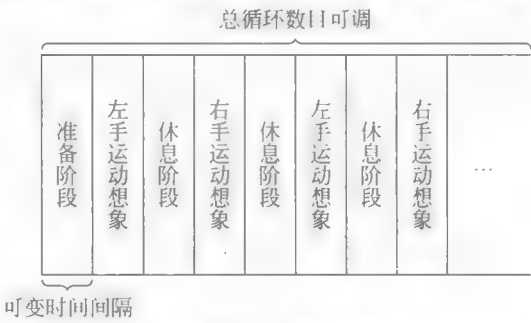 总循环数目可调
准备阶段
左手运动想象
休息阶段
右手运动想象
休息阶段
左手运动想象
休息阶段
右手运动想象
…
可变时间间隔